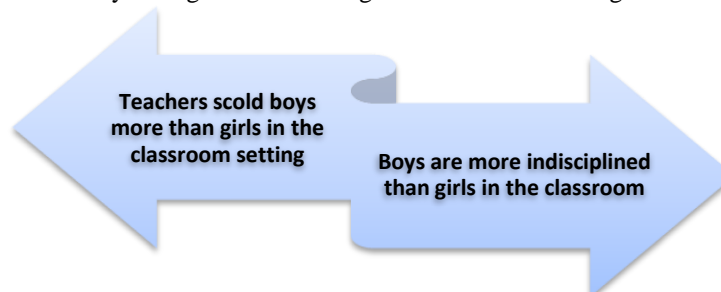 Teachers scold boys
more than girls in the
classroom setting
Boys are more indisciplined
than girls in the classroom